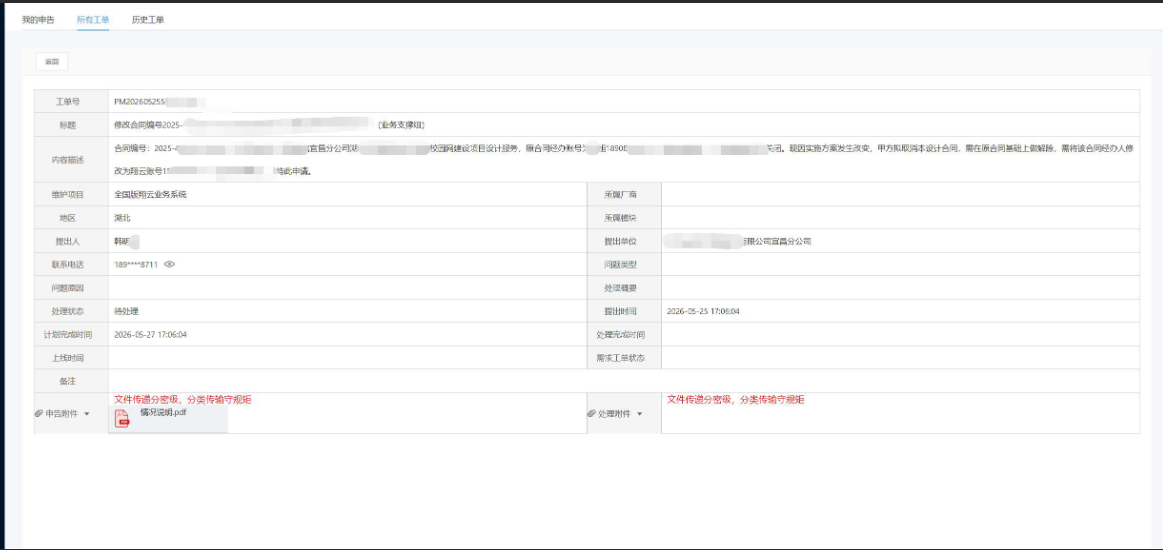 我的申告 所有工单 历史工单
返回
工单号 PM202605255
标题 修改合同编号2025- (业务支撑组)
内容描述 合同编号：2025- 宜昌分公司 校园网建设项目设计服务，原合同经办账号 组1890 关闭。现因实施方案发生改变，甲方拟取消本设计合同，需在原合同基础上做解除，需将该合同经办人修
改为翔云账号1 特此申请。
维护项目 全国版翔云业务系统 所属厂商
地区 湖北 所属模块
提出人 韩 提出单位 有限公司宜昌分公司
联系电话 189****8711 问题类型
问题原因 处理概要
处理状态 待处理 提出时间 2026-05-25 17:06:04
计划完成时间 2026-05-27 17:06:04 处理完成时间
上线时间 需求工单状态
备注
文件传递分密级，分类传输守规矩 文件传递分密级，分类传输守规矩
申告附件 情况说明.pdf 处理附件